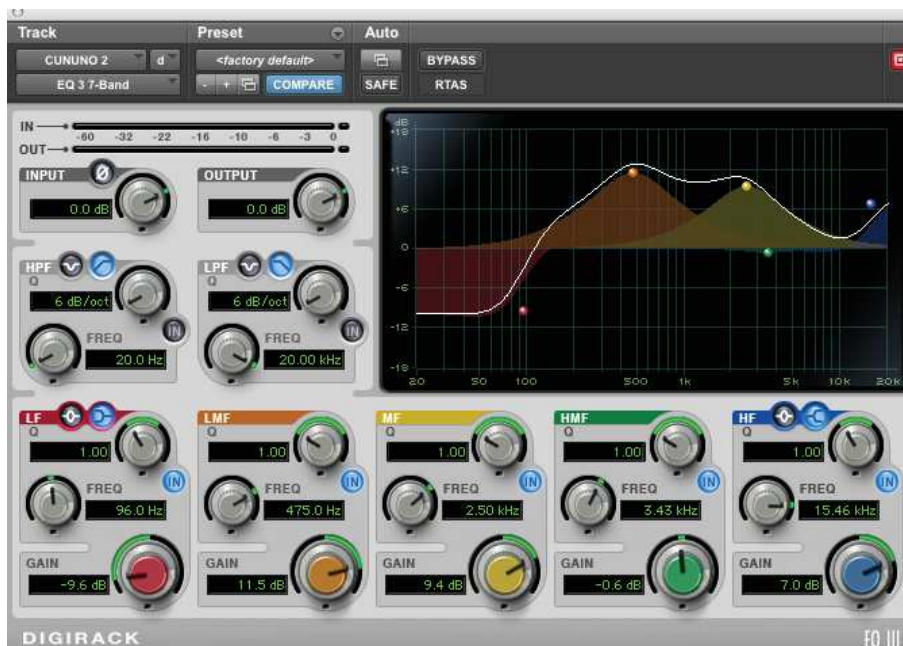 Track Preset Auto
CUNUNO 2 d <factory default> BYPASS
EQ 3 7-Band - + COMPARE SAFE RTAS
IN -60 -32 -22 -16 -10 -6 -3 0
OUT
INPUT Ø OUTPUT
0.0 dB 0.0 dB
HPF LPF
Q Q
6 dB/oct 6 dB/oct
IN IN
FREQ FREQ
20.0 Hz 20.00 kHz
dB
+18
+12
+6
0
-6
-12
-18
20 50 100 500 1k 5k 10k 20k
LF LMF MF HMF HF
Q Q Q Q Q
1.00 1.00 1.00 1.00 1.00
IN IN IN IN IN
FREQ FREQ FREQ FREQ FREQ
96.0 Hz 475.0 Hz 2.50 kHz 3.43 kHz 15.46 kHz
GAIN GAIN GAIN GAIN GAIN
-9.6 dB 11.5 dB 9.4 dB -0.6 dB 7.0 dB
DIGIRACK EQ III